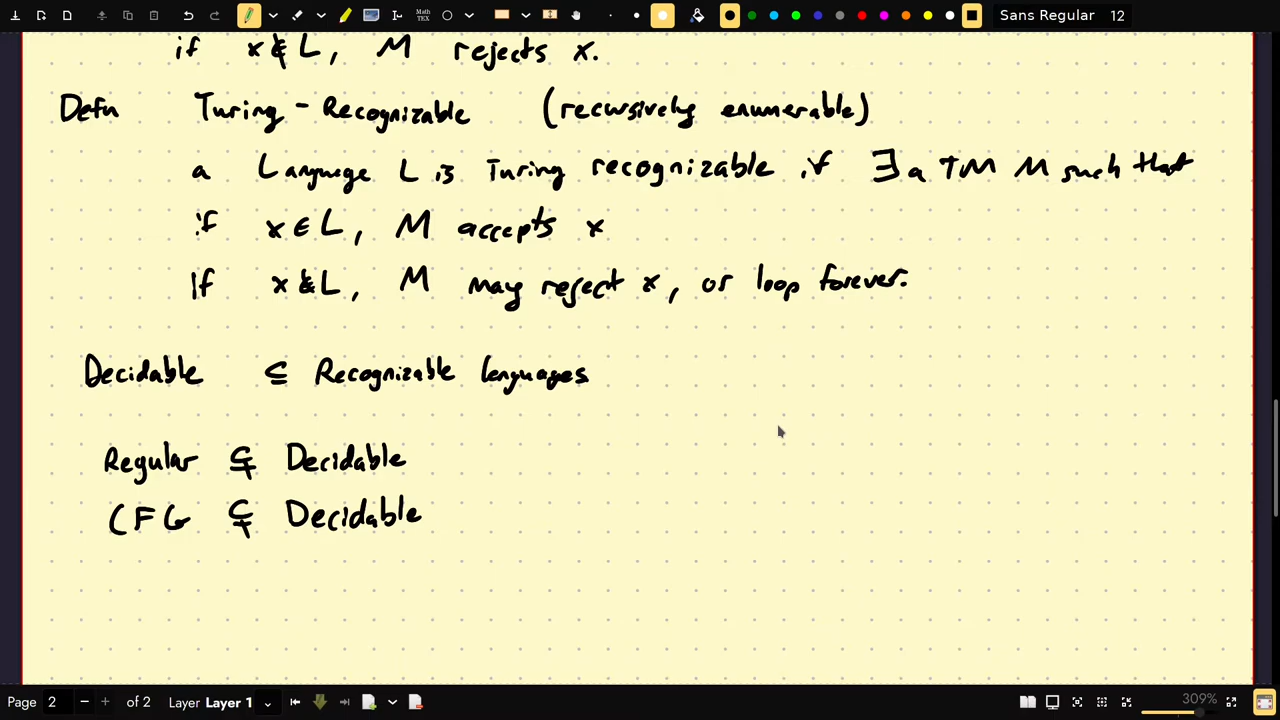 Sans Regular 12
if x∉L, M rejects x.
Defn Turing-Recognizable (recursively enumerable)
a Language L is Turing recognizable if ∃ a TM M such that
if x∈L, M accepts x
If x∉L, M may reject x, or loop forever.
Decidable ⊆ Recognizable languages
Regular ⊊ Decidable
CFG ⊊ Decidable
Page 2 of 2 Layer Layer 1 309%